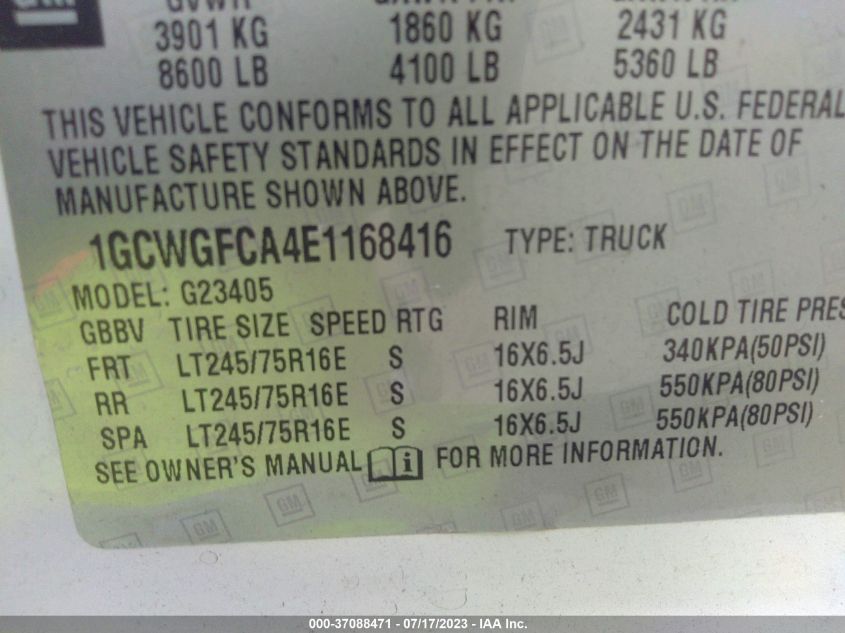 GM
GVWR
3901 KG 1860 KG 2431 KG
8600 LB 4100 LB 5360 LB
THIS VEHICLE CONFORMS TO ALL APPLICABLE U.S. FEDERAL
VEHICLE SAFETY STANDARDS IN EFFECT ON THE DATE OF
MANUFACTURE SHOWN ABOVE.
1GCWGFCA4E1168416 TYPE: TRUCK
MODEL: G23405
GBBV TIRE SIZE SPEED RTG RIM COLD TIRE PRES
FRT LT245/75R16E S 16X6.5J 340KPA(50PSI)
RR LT245/75R16E S 16X6.5J 550KPA(80PSI)
SPA LT245/75R16E S 16X6.5J 550KPA(80PSI)
SEE OWNER'S MANUAL i FOR MORE INFORMATION.
000-37088471 - 07/17/2023 - IAA Inc.